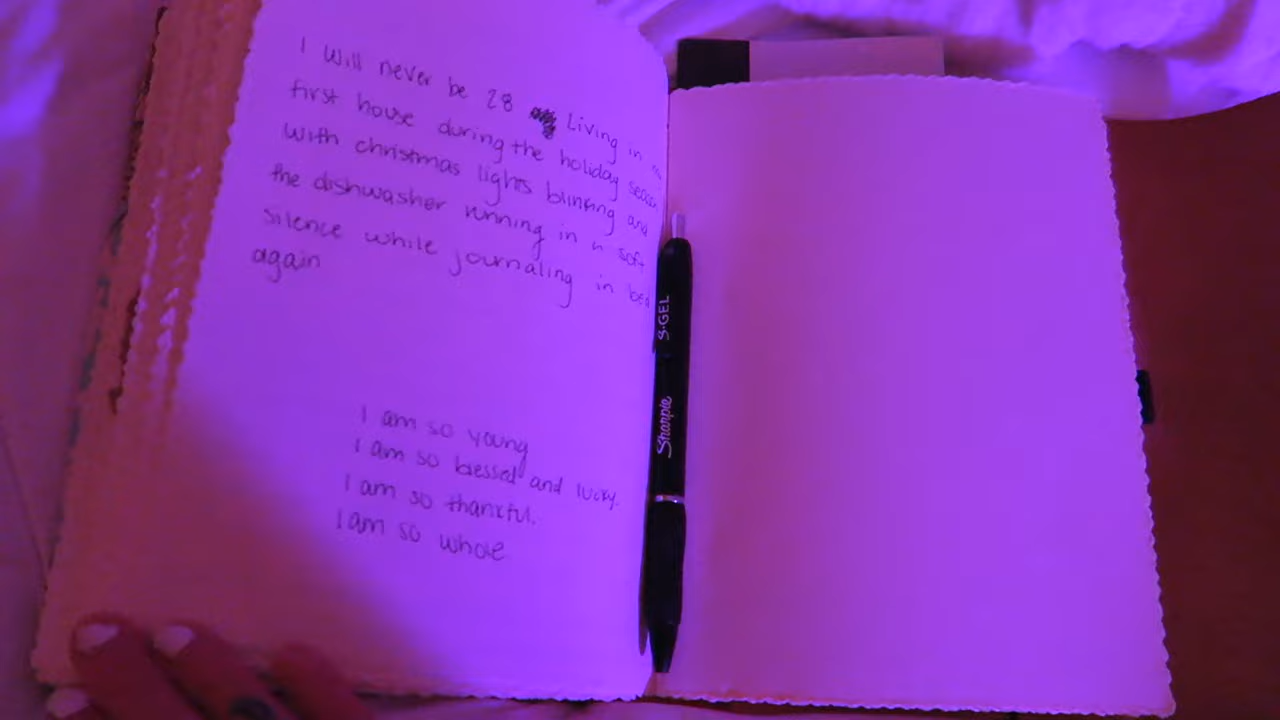 I will never be 28 Living in
first house during the holiday season
with christmas lights blinking and
the dishwasher running in a soft
silence while journaling in bed
again
I am so young
I am so blessed and lucky.
I am so thankful.
I am so whole
S·GEL
Sharpie